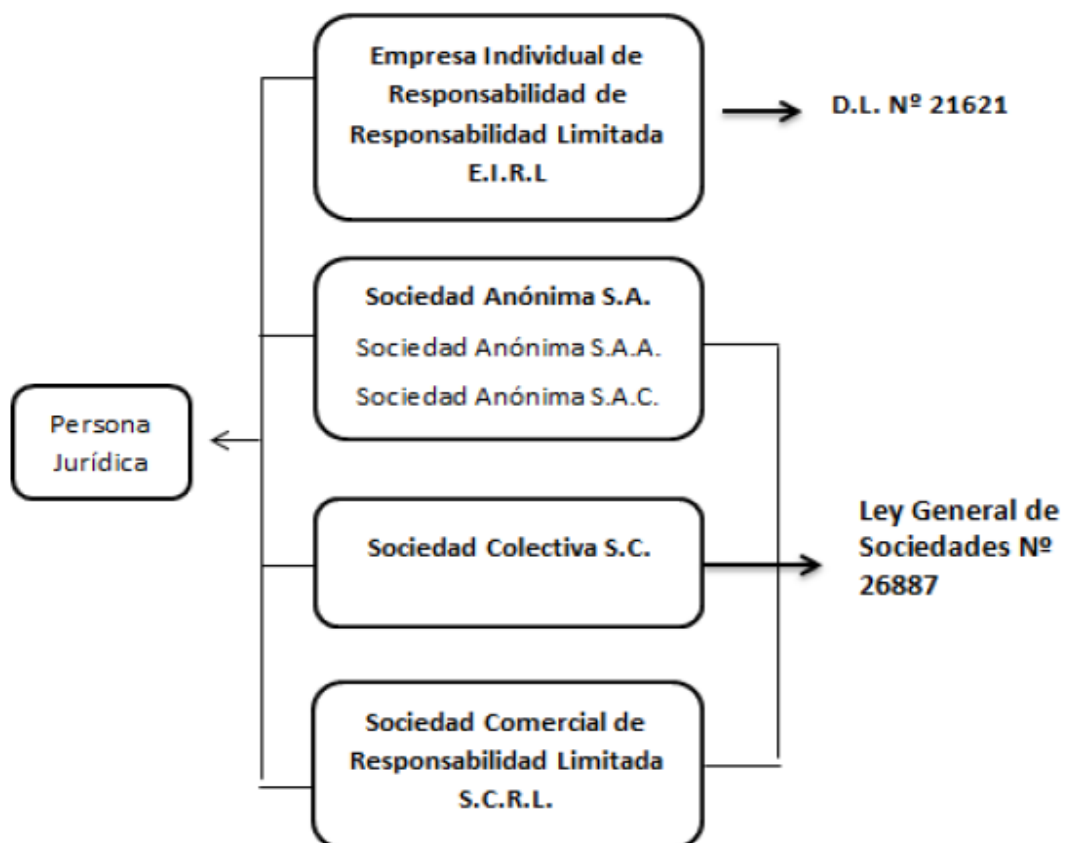 Empresa Individual de
Responsabilidad de
Responsabilidad Limitada
E.I.R.L
D.L. Nº 21621
Sociedad Anónima S.A.
Sociedad Anónima S.A.A.
Sociedad Anónima S.A.C.
Persona
Jurídica
Sociedad Colectiva S.C.
Ley General de
Sociedades Nº
26887
Sociedad Comercial de
Responsabilidad Limitada
S.C.R.L.